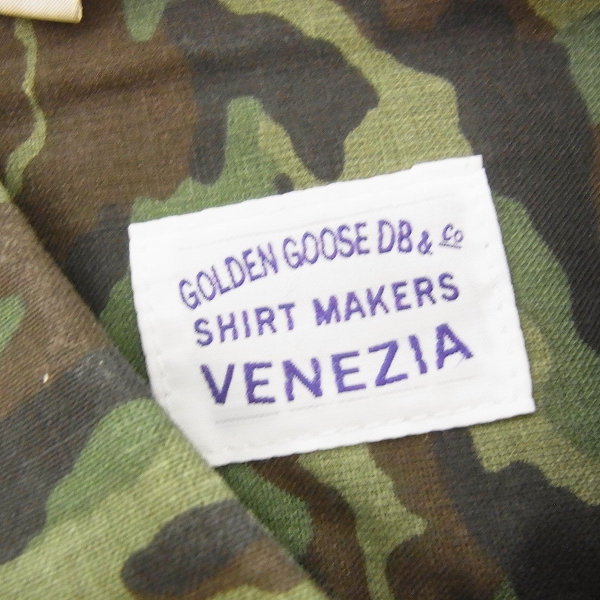 GOLDEN GOOSE DB & Co
SHIRT MAKERS
VENEZIA